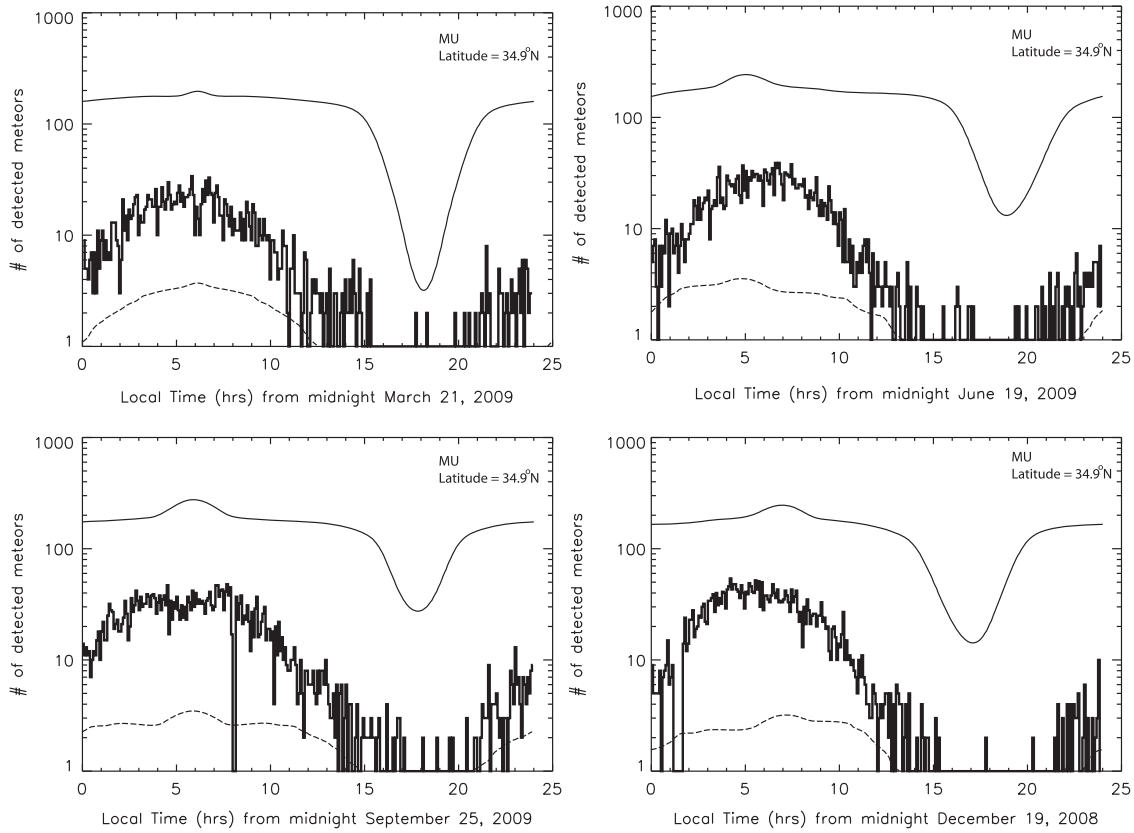 1000
100
10
1
# of detected meteors
MU
Latitude = 34.9°N
0 5 10 15 20 25
Local Time (hrs) from midnight March 21, 2009
1000
100
10
1
# of detected meteors
MU
Latitude = 34.9°N
0 5 10 15 20 25
Local Time (hrs) from midnight June 19, 2009
1000
100
10
1
# of detected meteors
MU
Latitude = 34.9°N
0 5 10 15 20 25
Local Time (hrs) from midnight September 25, 2009
1000
100
10
1
# of detected meteors
MU
Latitude = 34.9°N
0 5 10 15 20 25
Local Time (hrs) from midnight December 19, 2008